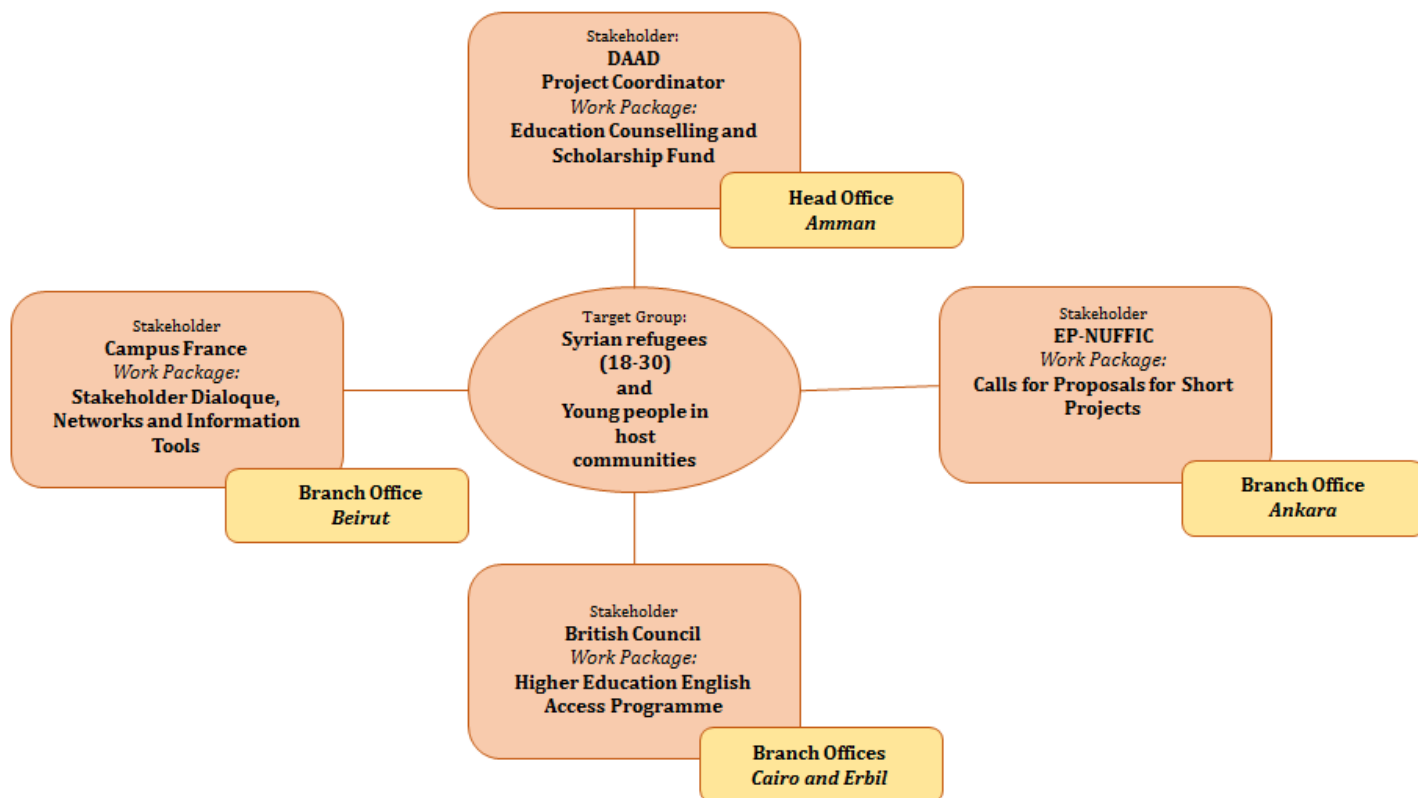 Stakeholder:
DAAD
Project Coordinator
Work Package:
Education Counselling and
Scholarship Fund
Head Office
Amman
Stakeholder
Campus France
Work Package:
Stakeholder Dialoque,
Networks and Information
Tools
Branch Office
Beirut
Target Group:
Syrian refugees
(18-30)
and
Young people in
host
communities
Stakeholder
EP-NUFFIC
Work Package:
Calls for Proposals for Short
Projects
Branch Office
Ankara
Stakeholder
British Council
Work Package:
Higher Education English
Access Programme
Branch Offices
Cairo and Erbil